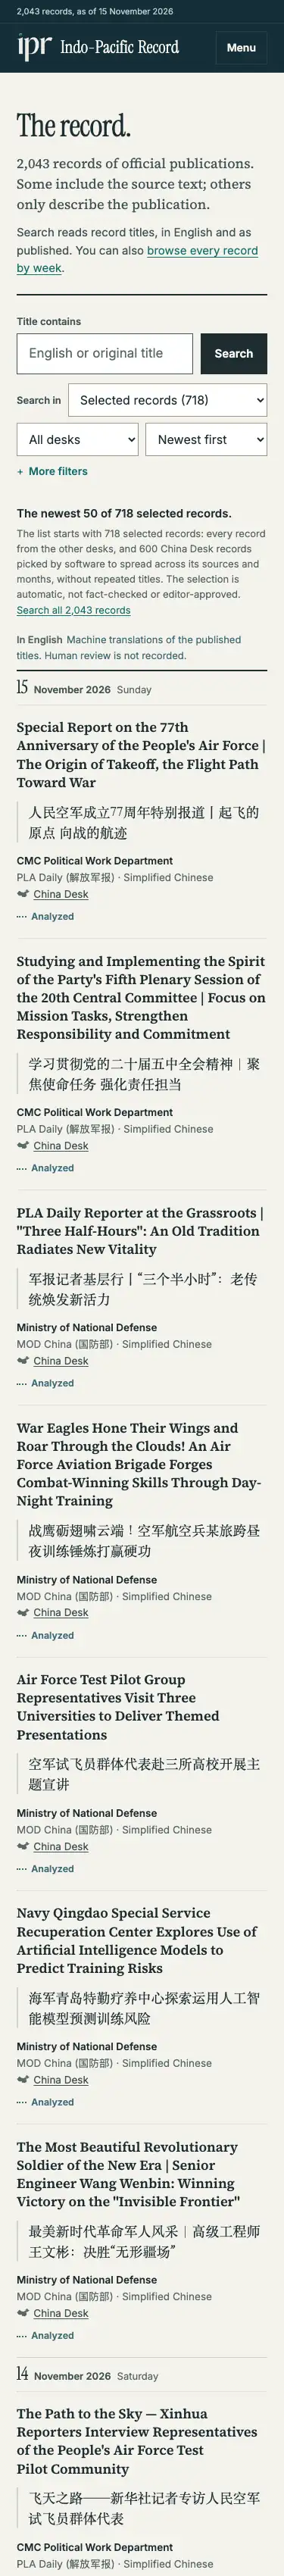 2,043 records, as of 15 November 2026
ipr Indo-Pacific Record
Menu
The record.
2,043 records of official publications.
Some include the source text; others
only describe the publication.
Search reads record titles, in English and as
published. You can also browse every record
by week.
Title contains
English or original title
Search
Search in
Selected records (718)
All desks
Newest first
+ More filters
The newest 50 of 718 selected records.
The list starts with 718 selected records: every record
from the other desks, and 600 China Desk records
picked by software to spread across its sources and
months, without repeated titles. The selection is
automatic, not fact-checked or editor-approved.
Search all 2,043 records
In English Machine translations of the published
titles. Human review is not recorded.
15 November 2026 Sunday
Special Report on the 77th
Anniversary of the People's Air Force |
The Origin of Takeoff, the Flight Path
Toward War
人民空军成立77周年特别报道丨起飞的
原点 向战的航迹
CMC Political Work Department
PLA Daily (解放军报) · Simplified Chinese
China Desk
Analyzed
Studying and Implementing the Spirit
of the Party's Fifth Plenary Session of
the 20th Central Committee | Focus on
Mission Tasks, Strengthen
Responsibility and Commitment
学习贯彻党的二十届五中全会精神｜聚
焦使命任务 强化责任担当
CMC Political Work Department
PLA Daily (解放军报) · Simplified Chinese
China Desk
Analyzed
PLA Daily Reporter at the Grassroots |
"Three Half-Hours": An Old Tradition
Radiates New Vitality
军报记者基层行丨“三个半小时”：老传
统焕发新活力
Ministry of National Defense
MOD China (国防部) · Simplified Chinese
China Desk
Analyzed
War Eagles Hone Their Wings and
Roar Through the Clouds! An Air
Force Aviation Brigade Forges
Combat-Winning Skills Through Day-
Night Training
战鹰砺翅啸云端！空军航空兵某旅跨昼
夜训练锤炼打赢硬功
Ministry of National Defense
MOD China (国防部) · Simplified Chinese
China Desk
Analyzed
Air Force Test Pilot Group
Representatives Visit Three
Universities to Deliver Themed
Presentations
空军试飞员群体代表赴三所高校开展主
题宣讲
Ministry of National Defense
MOD China (国防部) · Simplified Chinese
China Desk
Analyzed
Navy Qingdao Special Service
Recuperation Center Explores Use of
Artificial Intelligence Models to
Predict Training Risks
海军青岛特勤疗养中心探索运用人工智
能模型预测训练风险
Ministry of National Defense
MOD China (国防部) · Simplified Chinese
China Desk
Analyzed
The Most Beautiful Revolutionary
Soldier of the New Era | Senior
Engineer Wang Wenbin: Winning
Victory on the "Invisible Frontier"
最美新时代革命军人风采｜高级工程师
王文彬：决胜“无形疆场”
Ministry of National Defense
MOD China (国防部) · Simplified Chinese
China Desk
Analyzed
14 November 2026 Saturday
The Path to the Sky — Xinhua
Reporters Interview Representatives
of the People's Air Force Test
Pilot Community
飞天之路——新华社记者专访人民空军
试飞员群体代表
CMC Political Work Department
PLA Daily (解放军报) · Simplified Chinese